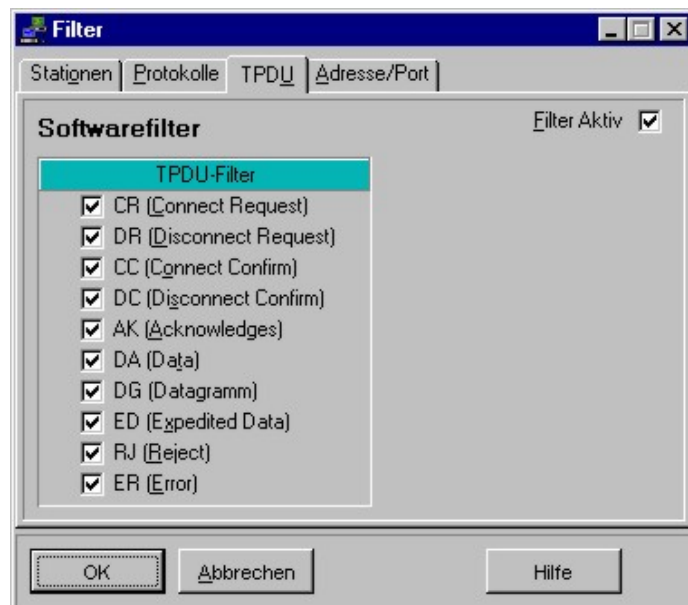 Filter
Stationen Protokolle TPDU Adresse/Port
Softwarefilter Filter Aktiv
TPDU-Filter
CR (Connect Request)
DR (Disconnect Request)
CC (Connect Confirm)
DC (Disconnect Confirm)
AK (Acknowledges)
DA (Data)
DG (Datagramm)
ED (Expedited Data)
RJ (Reject)
ER (Error)
OK Abbrechen Hilfe